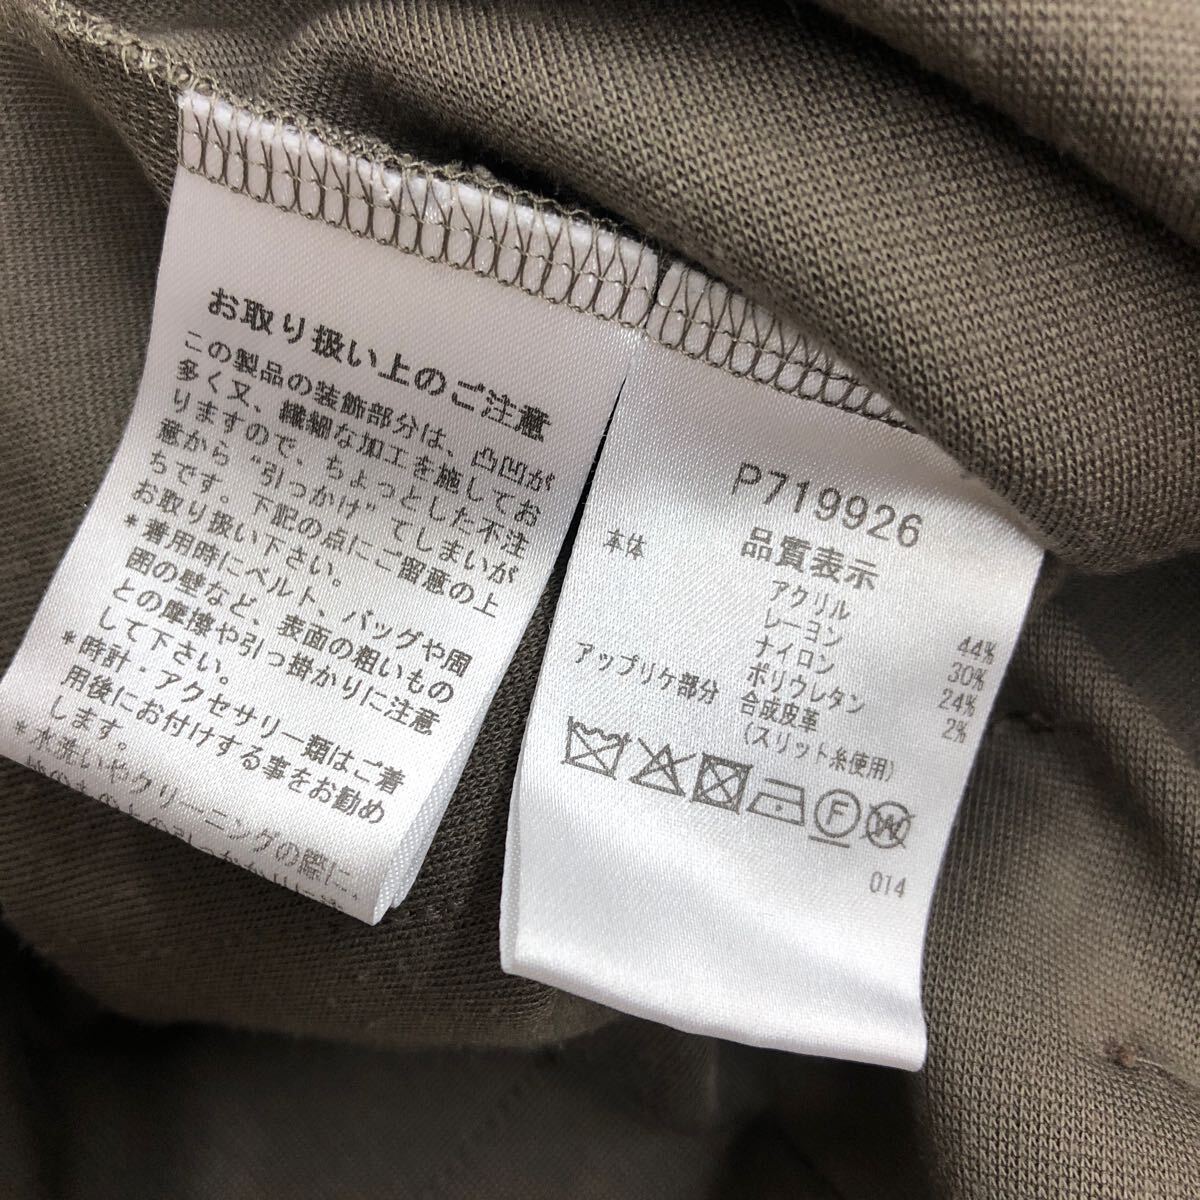 お取り扱い上のご注意
この製品の装飾部分は、凸凹が
多く又、繊細な加工を施してお
りますので、ちょっとした不注
意から“引っかけ”てしまいが
ちです。下記の点にご留意の上
お取り扱い下さい。
*着用時にベルト、バッグや周
囲の壁など、表面の粗いもの
との摩擦や引っ掛かりに注意
して下さい。
*時計・アクセサリー類はご着
用後にお付けする事をお勧め
します。
*水洗いやクリーニングの際に、
P719926
品質表示
本体 アクリル 44%
レーヨン 30%
ナイロン 24%
ポリウレタン 2%
アップリケ部分 合成皮革
(スリット糸使用)
F W
014